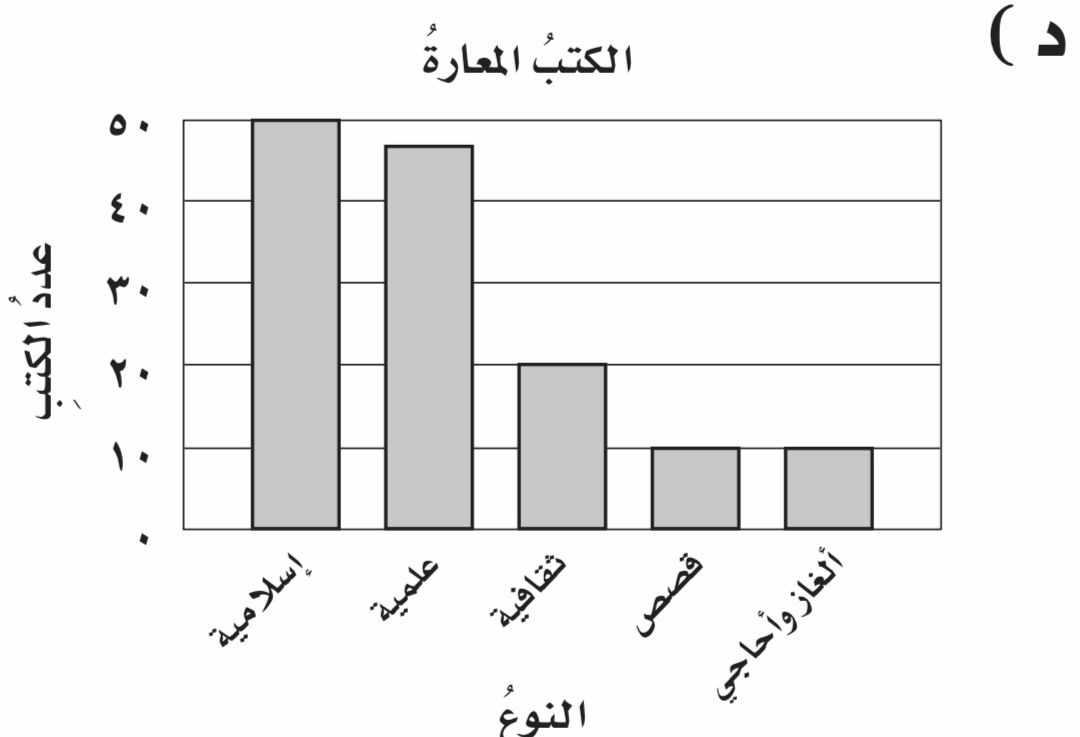 د )
الكتبُ المعارةُ
عددُ الكتبِ
٥٠
٤٠
٣٠
٢٠
١٠
٠
إسلامية
علمية
ثقافية
قصص
ألغاز وأحاجي
النوعُ